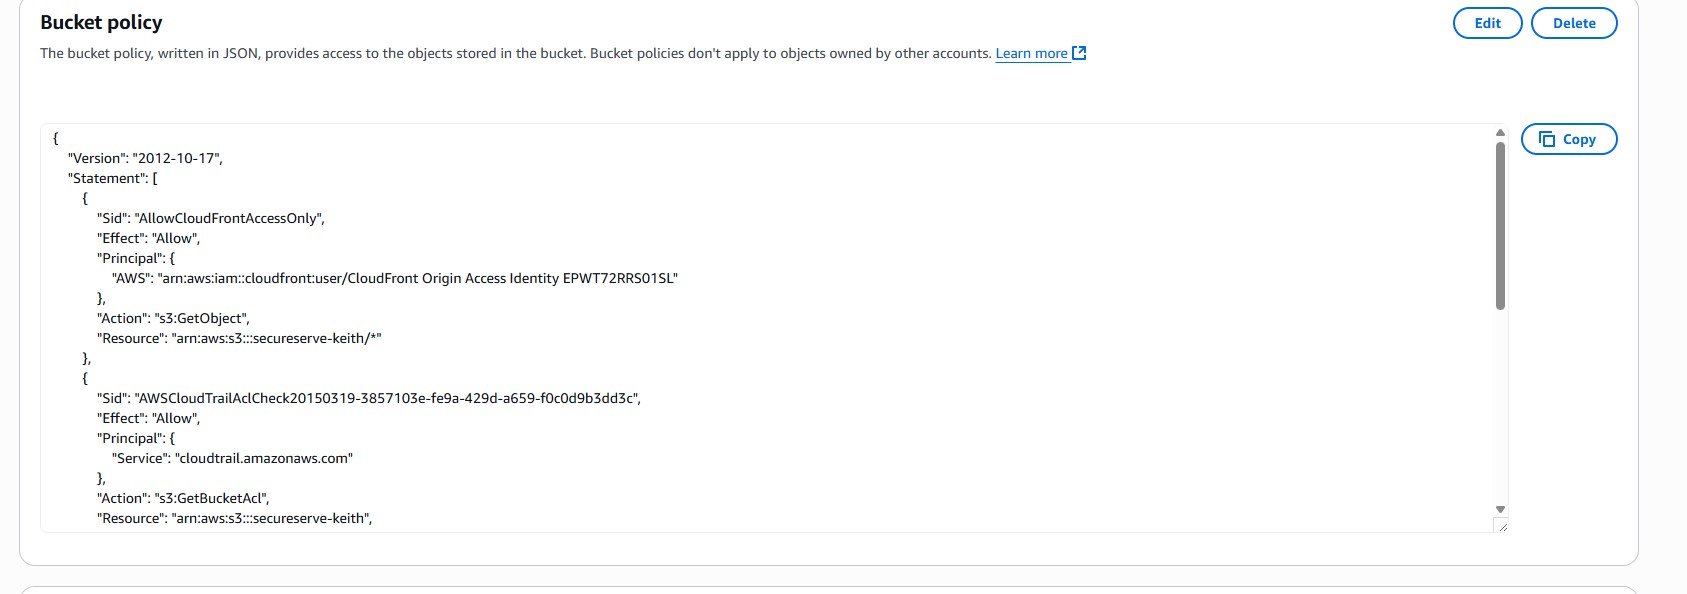 Bucket policy
Edit
Delete
The bucket policy, written in JSON, provides access to the objects stored in the bucket. Bucket policies don't apply to objects owned by other accounts. Learn more
Copy
{
"Version": "2012-10-17",
"Statement": [
{
"Sid": "AllowCloudFrontAccessOnly",
"Effect": "Allow",
"Principal": {
"AWS": "arn:aws:iam::cloudfront:user/CloudFront Origin Access Identity EPWT72RRS01SL"
},
"Action": "s3:GetObject",
"Resource": "arn:aws:s3:::secureserve-keith/*"
},
{
"Sid": "AWSCloudTrailAclCheck20150319-3857103e-fe9a-429d-a659-f0c0d9b3dd3c",
"Effect": "Allow",
"Principal": {
"Service": "cloudtrail.amazonaws.com"
},
"Action": "s3:GetBucketAcl",
"Resource": "arn:aws:s3:::secureserve-keith",